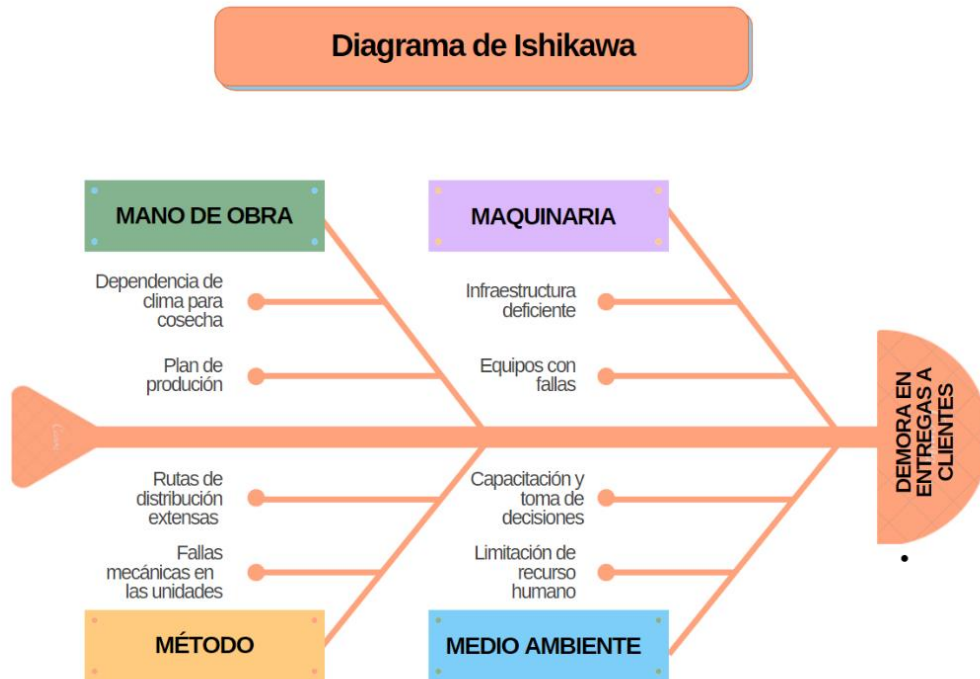 Diagrama de Ishikawa
MANO DE OBRA
Dependencia de
clima para
cosecha
Plan de
produción
MAQUINARIA
Infraestructura
deficiente
Equipos con
fallas
Rutas de
distribución
extensas
Fallas
mecánicas en
las unidades
MÉTODO
Capacitación y
toma de
decisiones
Limitación de
recurso
humano
MEDIO AMBIENTE
DEMORA EN
ENTREGAS A
CLIENTES
Canva